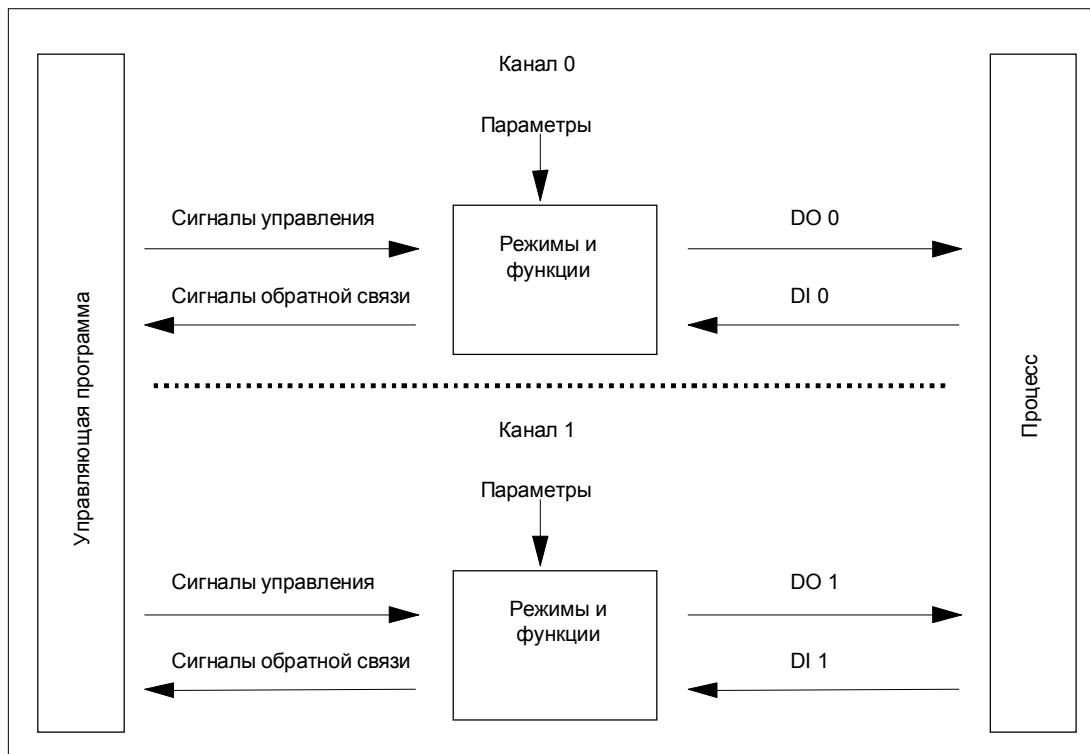 Управляющая программа
Канал 0
Параметры
Сигналы управления
Режимы и
функции
DO 0
Сигналы обратной связи
DI 0
Канал 1
Параметры
Сигналы управления
Режимы и
функции
DO 1
Сигналы обратной связи
DI 1
Процесс